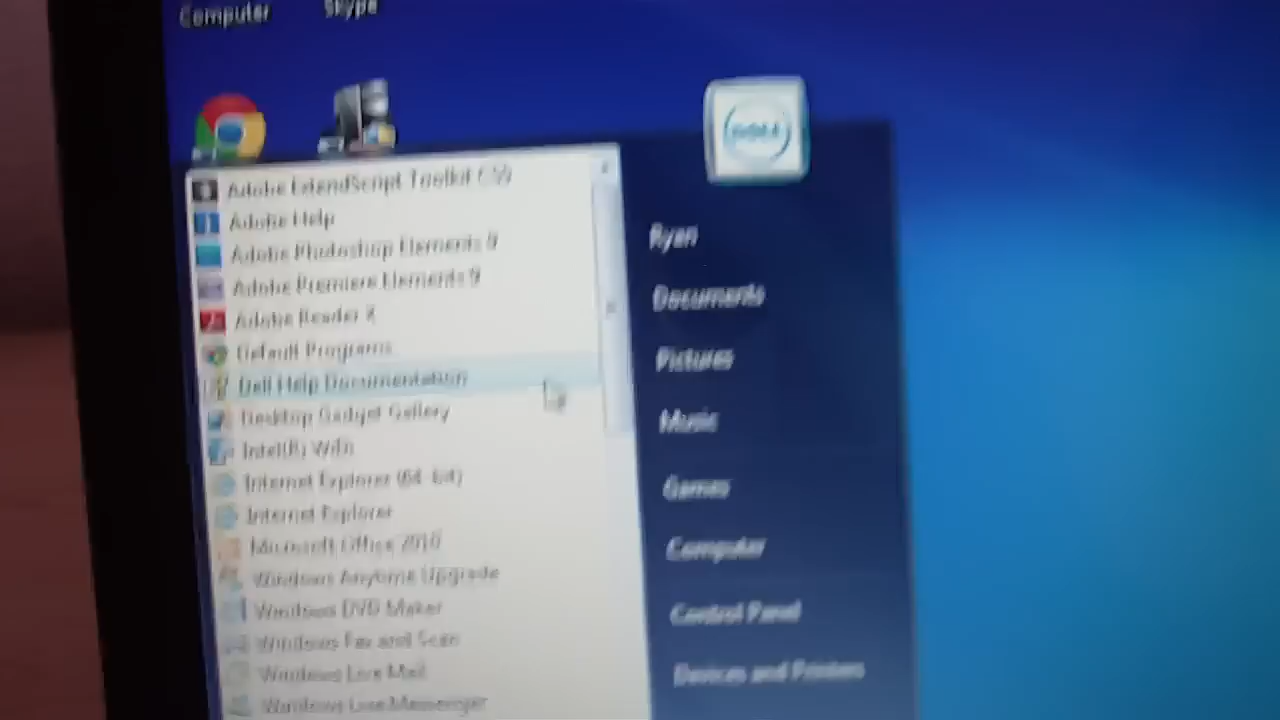 Computer
Skype
DELL
Adobe ExtendScript Toolkit CS5
Adobe Help
Adobe Photoshop Elements 9
Adobe Premiere Elements 9
Adobe Reader X
Default Programs
Dell Help Documentation
Desktop Gadget Gallery
Intel(R) WiDi
Internet Explorer (64-bit)
Internet Explorer
Microsoft Office 2010
Windows Anytime Upgrade
Windows DVD Maker
Windows Fax and Scan
Windows Live Mail
Windows Live Messenger
Ryan
Documents
Pictures
Music
Games
Computer
Control Panel
Devices and Printers